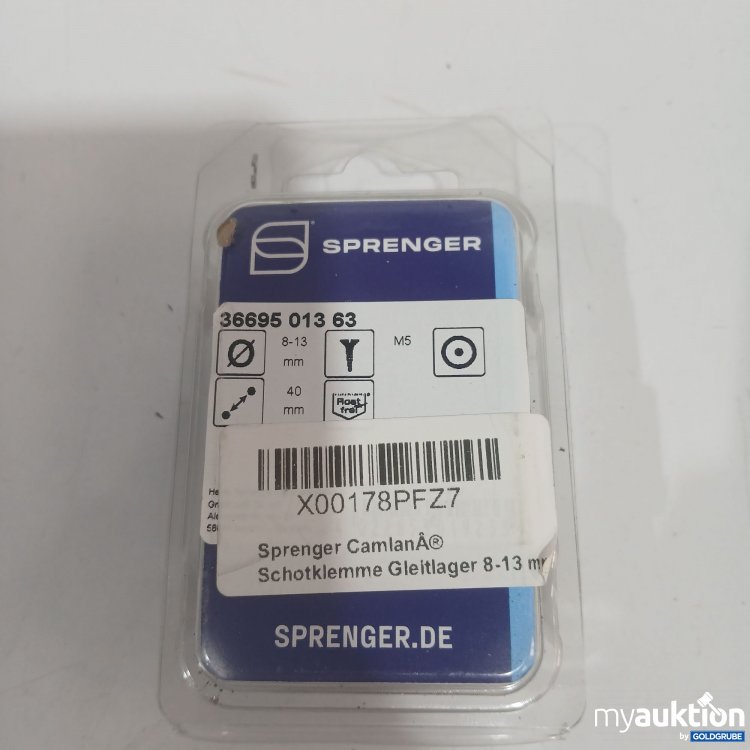 SPRENGER
36695 013 63
8-13
mm
M5
40
mm
Rost
frei
X00178PFZ7
Sprenger CamlanÂ®
Schotklemme Gleitlager 8-13 mm
SPRENGER.DE
myauktion
by GOLDGRUBE